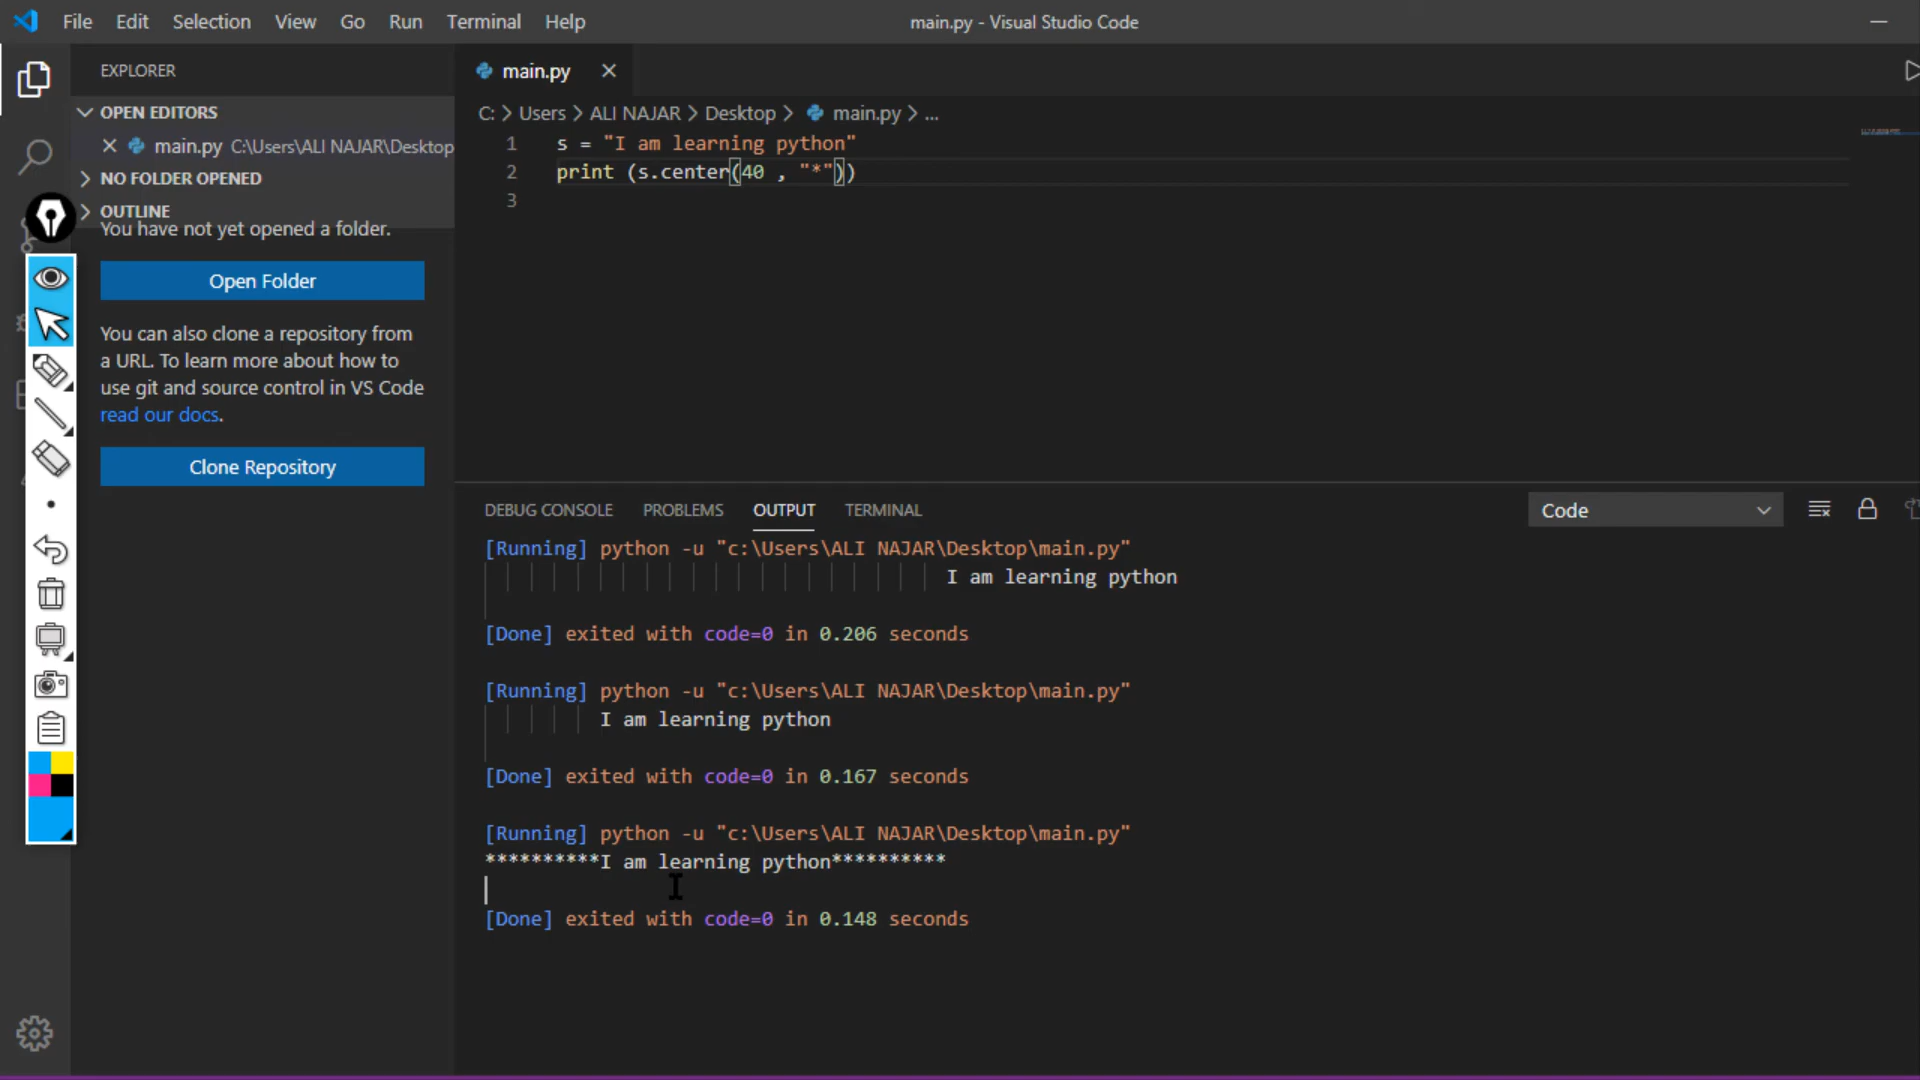 File Edit Selection View Go Run Terminal Help
main.py - Visual Studio Code
EXPLORER
OPEN EDITORS
main.py C:\Users\ALI NAJAR\Desktop
NO FOLDER OPENED
OUTLINE
You have not yet opened a folder.
Open Folder
You can also clone a repository from
a URL. To learn more about how to
use git and source control in VS Code
read our docs.
Clone Repository
main.py
C: > Users > ALI NAJAR > Desktop > main.py > ...
1 s = "I am learning python"
2 print (s.center(40 , "*"))
3
DEBUG CONSOLE PROBLEMS OUTPUT TERMINAL
Code
[Running] python -u "c:\Users\ALI NAJAR\Desktop\main.py"
I am learning python
[Done] exited with code=0 in 0.206 seconds
[Running] python -u "c:\Users\ALI NAJAR\Desktop\main.py"
I am learning python
[Done] exited with code=0 in 0.167 seconds
[Running] python -u "c:\Users\ALI NAJAR\Desktop\main.py"
**********I am learning python**********
[Done] exited with code=0 in 0.148 seconds